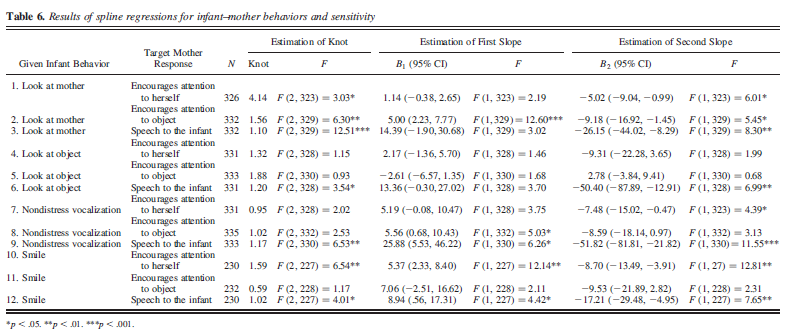 Table 6. Results of spline regressions for infant–mother behaviors and sensitivity
Estimation of Knot Estimation of First Slope Estimation of Second Slope
Given Infant Behavior Target Mother Response N Knot F B1 (95% CI) F B2 (95% CI) F
1. Look at mother Encourages attention
to herself 326 4.14 F (2, 323) = 3.03* 1.14 (−0.38, 2.65) F (1, 323) = 2.19 −5.02 (−9.04, −0.99) F (1, 323) = 6.01*
Encourages attention
2. Look at mother to object 332 1.56 F (2, 329) = 6.30** 5.00 (2.23, 7.77) F (1, 329) = 12.60*** −9.18 (−16.92, −1.45) F (1, 329) = 5.45*
3. Look at mother Speech to the infant 332 1.10 F (2, 329) = 12.51*** 14.39 (−1.90, 30.68) F (1, 329) = 3.02 −26.15 (−44.02, −8.29) F (1, 329) = 8.30**
Encourages attention
4. Look at object to herself 331 1.32 F (2, 328) = 1.15 2.17 (−1.36, 5.70) F (1, 328) = 1.46 −9.31 (−22.28, 3.65) F (1, 328) = 1.99
Encourages attention
5. Look at object to object 333 1.88 F (2, 330) = 0.93 −2.61 (−6.57, 1.35) F (1, 330) = 1.68 2.78 (−3.84, 9.41) F (1, 330) = 0.68
6. Look at object Speech to the infant 331 1.20 F (2, 328) = 3.54* 13.36 (−0.30, 27.02) F (1, 328) = 3.70 −50.40 (−87.89, −12.91) F (1, 328) = 6.99**
Encourages attention
7. Nondistress vocalization to herself 331 0.95 F (2, 328) = 2.02 5.19 (−0.08, 10.47) F (1, 328) = 3.75 −7.48 (−15.02, −0.47) F (1, 323) = 4.39*
Encourages attention
8. Nondistress vocalization to object 335 1.02 F (2, 332) = 2.53 5.56 (0.68, 10.43) F (1, 332) = 5.03* −8.59 (−18.14, 0.97) F (1, 332) = 3.13
9. Nondistress vocalization Speech to the infant 333 1.17 F (2, 330) = 6.53** 25.88 (5.53, 46.22) F (1, 330) = 6.26* −51.82 (−81.81, −21.82) F (1, 330) = 11.55***
10. Smile Encourages attention
to herself 230 1.59 F (2, 227) = 6.54** 5.37 (2.33, 8.40) F (1, 227) = 12.14** −8.70 (−13.49, −3.91) F (1, 27) = 12.81**
11. Smile Encourages attention
to object 232 0.59 F (2, 228) = 1.17 7.06 (−2.51, 16.62) F (1, 228) = 2.11 −9.53 (−21.89, 2.82) F (1, 228) = 2.31
12. Smile Speech to the infant 230 1.02 F (2, 227) = 4.01* 8.94 (.56, 17.31) F (1, 227) = 4.42* −17.21 (−29.48, −4.95) F (1, 227) = 7.65**
*p < .05. **p < .01. ***p < .001.